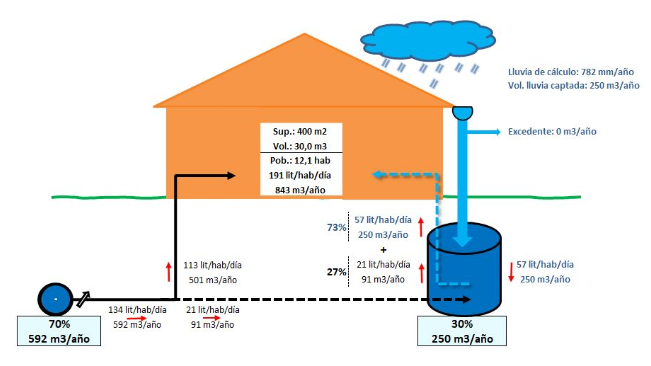 Lluvia de cálculo: 782 mm/año
Vol. lluvia captada: 250 m3/año
Excedente: 0 m3/año
Sup.: 400 m2
Vol.: 30,0 m3
Pob.: 12,1 hab
191 lit/hab/día
843 m3/año
73%
57 lit/hab/día
250 m3/año
+
27%
21 lit/hab/día
91 m3/año
57 lit/hab/día
250 m3/año
113 lit/hab/día
501 m3/año
134 lit/hab/día
592 m3/año
21 lit/hab/día
91 m3/año
70%
592 m3/año
30%
250 m3/año